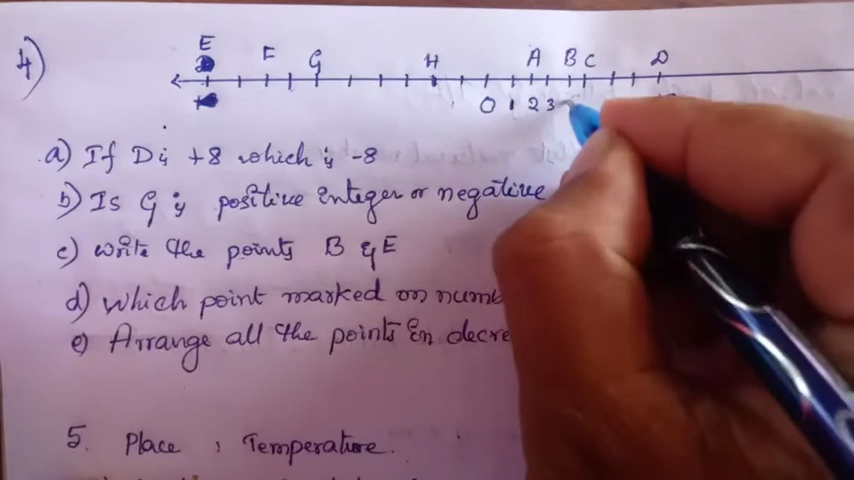 4)
E F G H A B C D
0 1 2 3
a) If D is +8 which is -8
b) Is G is positive integer or negative
c) write the points B & E
d) which point marked on numb
e) Arrange all the points in decre
5. Place , Temperature.